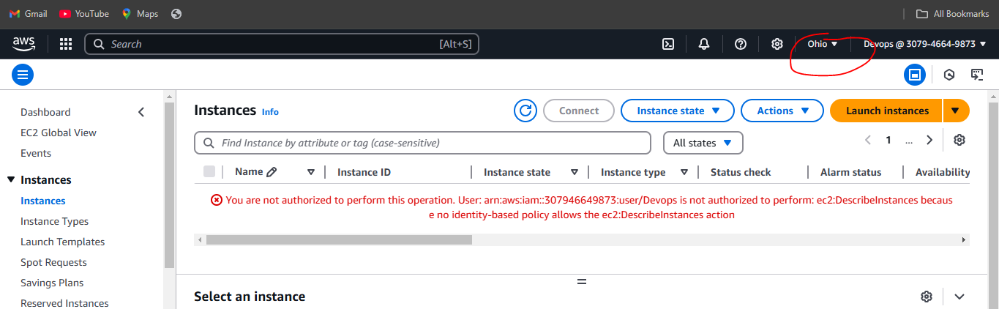 Gmail YouTube Maps All Bookmarks
aws Search [Alt+S] Ohio Devops @ 3079-4664-9873
Dashboard
EC2 Global View
Events
Instances
Instances
Instance Types
Launch Templates
Spot Requests
Savings Plans
Reserved Instances
Instances Info Connect Instance state Actions Launch instances
Find Instance by attribute or tag (case-sensitive) All states 1 ...
Name Instance ID Instance state Instance type Status check Alarm status Availability
You are not authorized to perform this operation. User: arn:aws:iam::307946649873:user/Devops is not authorized to perform: ec2:DescribeInstances becaus
e no identity-based policy allows the ec2:DescribeInstances action
Select an instance